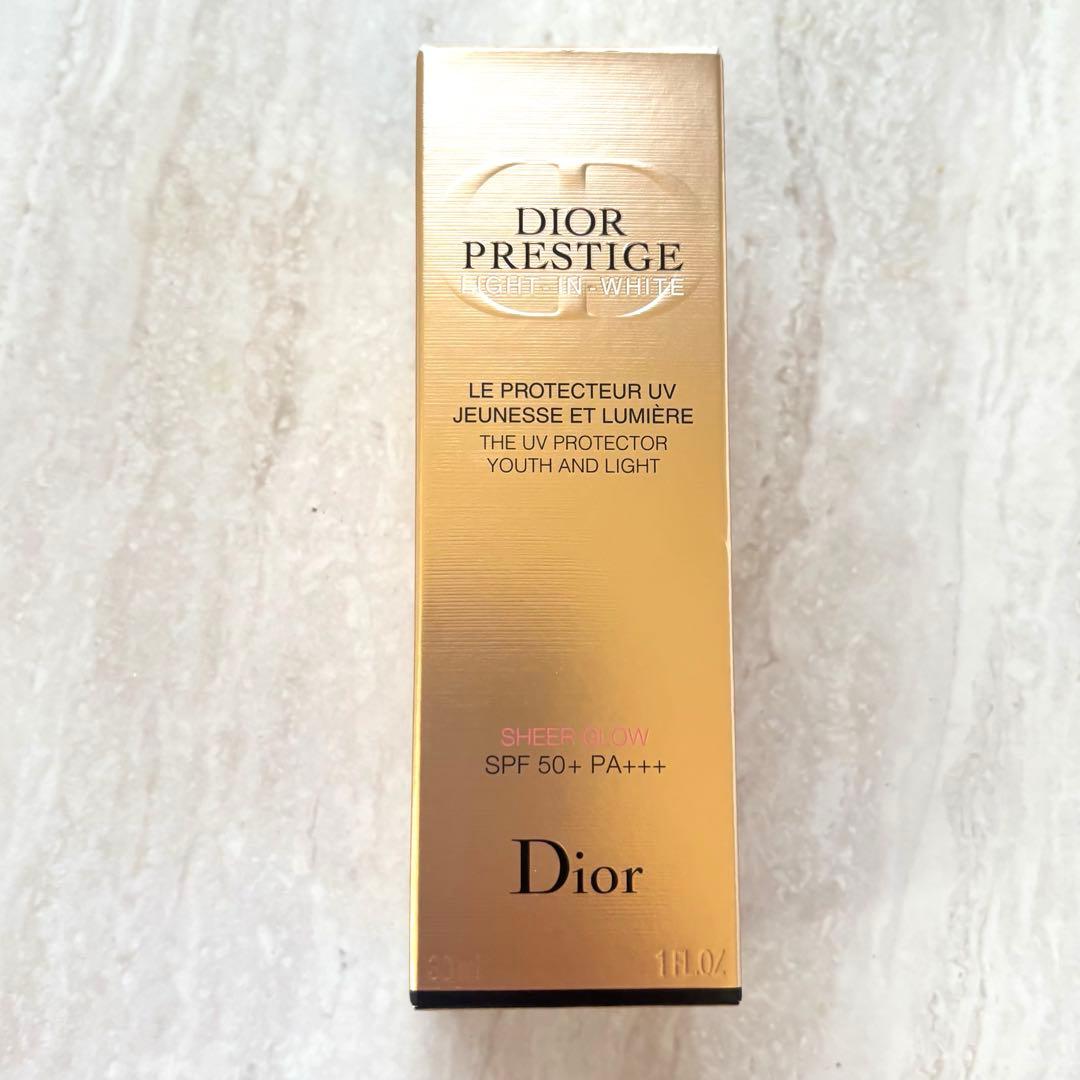 DIOR
PRESTIGE
LIGHT-IN-WHITE
LE PROTECTEUR UV
JEUNESSE ET LUMIÈRE
THE UV PROTECTOR
YOUTH AND LIGHT
SHEER GLOW
SPF 50+ PA+++
Dior
30ml 1 FL.OZ